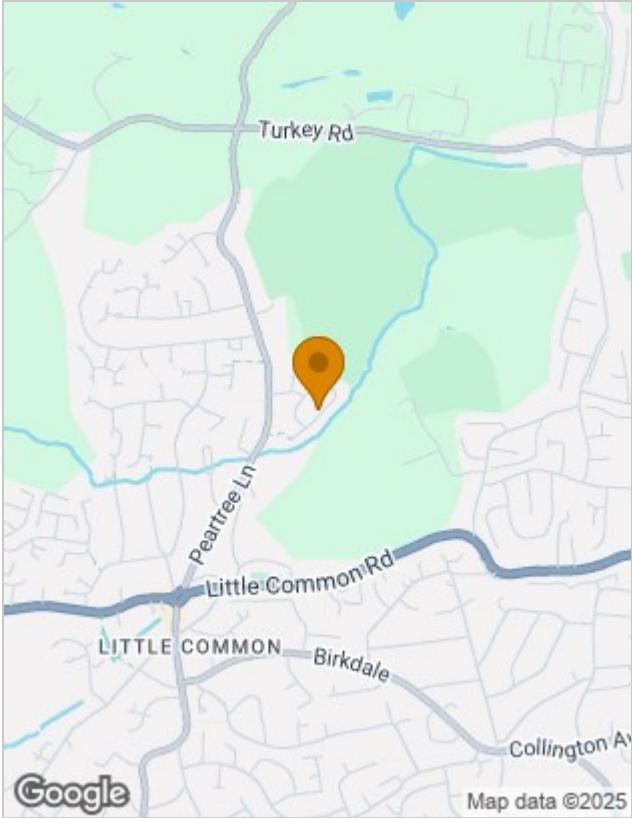 Turkey Rd
Peartree Ln
Little Common Rd
LITTLE COMMON
Birkdale
Collington Av
Google
Map data ©2025